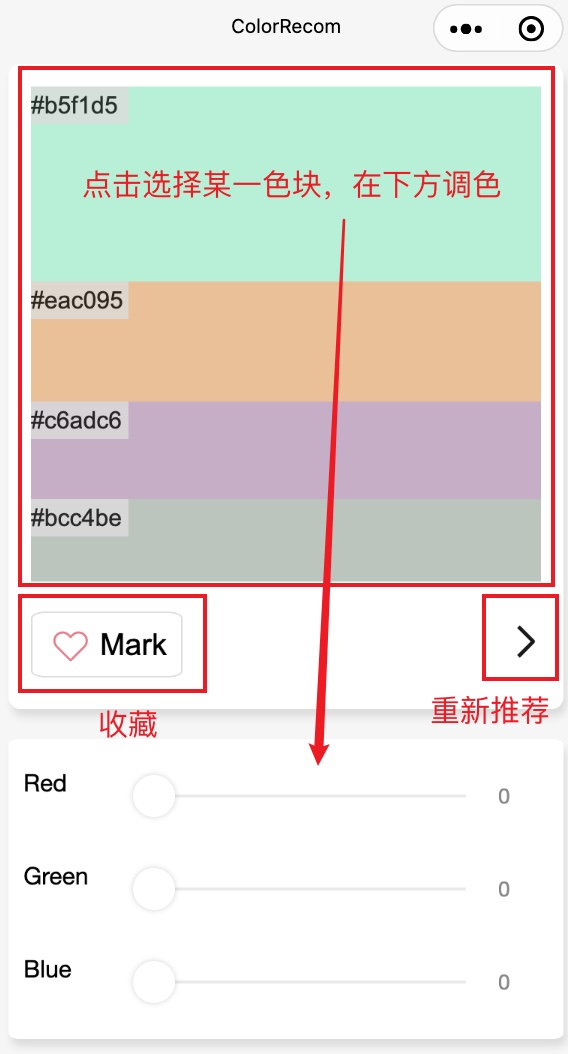 ColorRecom
#b5f1d5
点击选择某一色块，在下方调色
#eac095
#c6adc6
#bcc4be
Mark
收藏
重新推荐
Red 0
Green 0
Blue 0